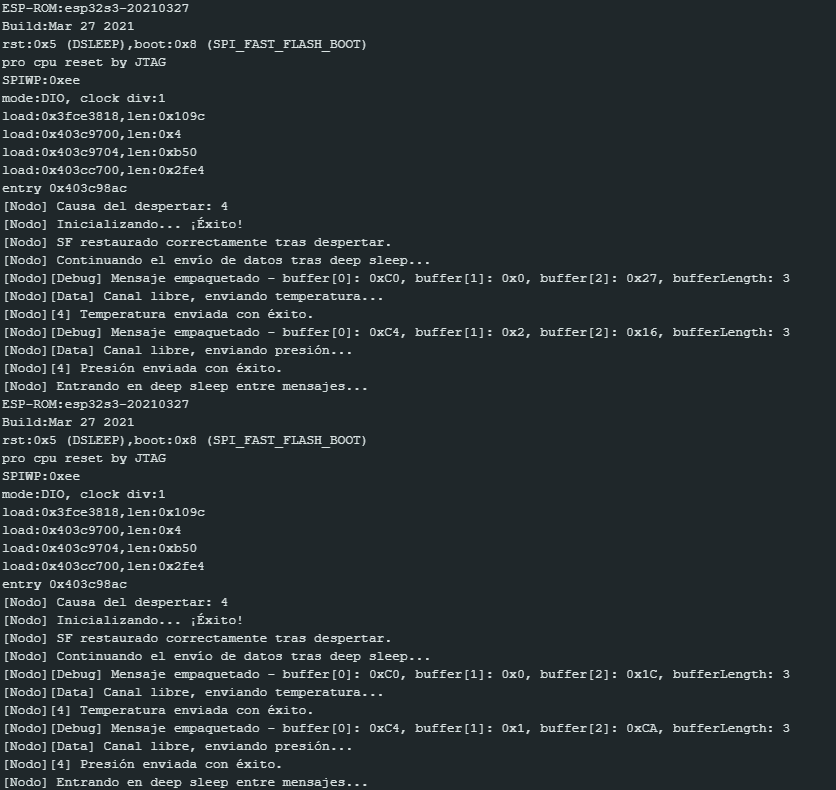 ESP-ROM:esp32s3-20210327
Build:Mar 27 2021
rst:0x5 (DSLEEP),boot:0x8 (SPI_FAST_FLASH_BOOT)
pro cpu reset by JTAG
SPIWP:0xee
mode:DIO, clock div:1
load:0x3fce3818,len:0x109c
load:0x403c9700,len:0x4
load:0x403c9704,len:0xb50
load:0x403cc700,len:0x2fe4
entry 0x403c98ac
[Nodo] Causa del despertar: 4
[Nodo] Inicializando... ¡Éxito!
[Nodo] SF restaurado correctamente tras despertar.
[Nodo] Continuando el envío de datos tras deep sleep...
[Nodo][Debug] Mensaje empaquetado - buffer[0]: 0xC0, buffer[1]: 0x0, buffer[2]: 0x27, bufferLength: 3
[Nodo][Data] Canal libre, enviando temperatura...
[Nodo][4] Temperatura enviada con éxito.
[Nodo][Debug] Mensaje empaquetado - buffer[0]: 0xC4, buffer[1]: 0x2, buffer[2]: 0x16, bufferLength: 3
[Nodo][Data] Canal libre, enviando presión...
[Nodo][4] Presión enviada con éxito.
[Nodo] Entrando en deep sleep entre mensajes...
ESP-ROM:esp32s3-20210327
Build:Mar 27 2021
rst:0x5 (DSLEEP),boot:0x8 (SPI_FAST_FLASH_BOOT)
pro cpu reset by JTAG
SPIWP:0xee
mode:DIO, clock div:1
load:0x3fce3818,len:0x109c
load:0x403c9700,len:0x4
load:0x403c9704,len:0xb50
load:0x403cc700,len:0x2fe4
entry 0x403c98ac
[Nodo] Causa del despertar: 4
[Nodo] Inicializando... ¡Éxito!
[Nodo] SF restaurado correctamente tras despertar.
[Nodo] Continuando el envío de datos tras deep sleep...
[Nodo][Debug] Mensaje empaquetado - buffer[0]: 0xC0, buffer[1]: 0x0, buffer[2]: 0x1C, bufferLength: 3
[Nodo][Data] Canal libre, enviando temperatura...
[Nodo][4] Temperatura enviada con éxito.
[Nodo][Debug] Mensaje empaquetado - buffer[0]: 0xC4, buffer[1]: 0x1, buffer[2]: 0xCA, bufferLength: 3
[Nodo][Data] Canal libre, enviando presión...
[Nodo][4] Presión enviada con éxito.
[Nodo] Entrando en deep sleep entre mensajes...